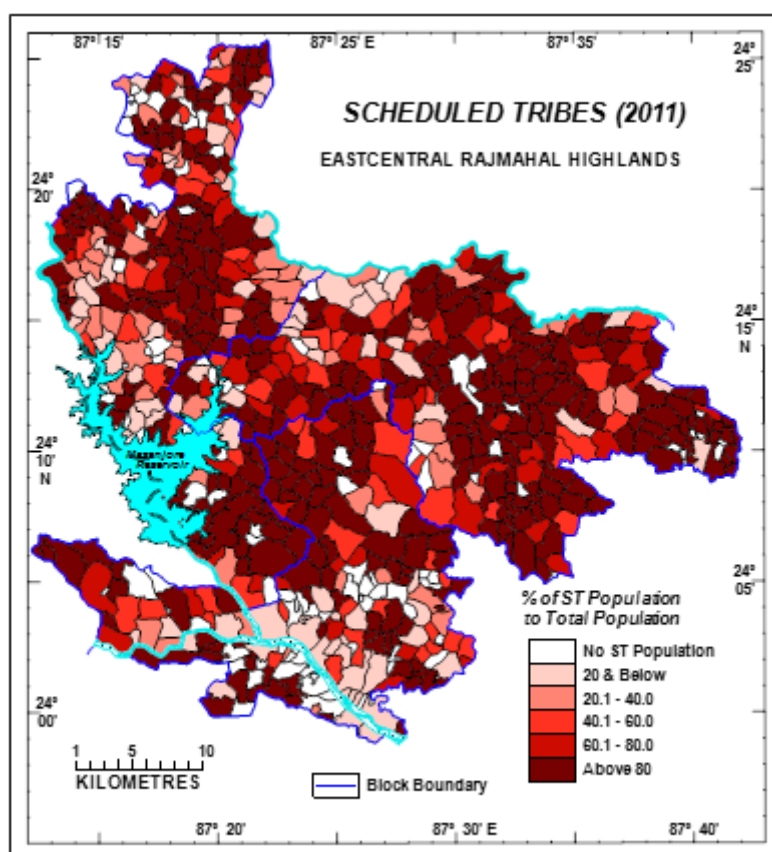 87° 15' 87° 25' E 87° 35'
24° 25'
SCHEDULED TRIBES (2011)
EASTCENTRAL RAJMAHAL HIGHLANDS
24° 20'
24° 15' N
24° 10' N
Massanjore
Reservoir
24° 05'
% of ST Population
to Total Population
No ST Population
20 & Below
20.1 - 40.0
40.1 - 60.0
60.1 - 80.0
Above 80
24° 00'
1 5 10
KILOMETRES
Block Boundary
87° 20' 87° 30' E 87° 40'